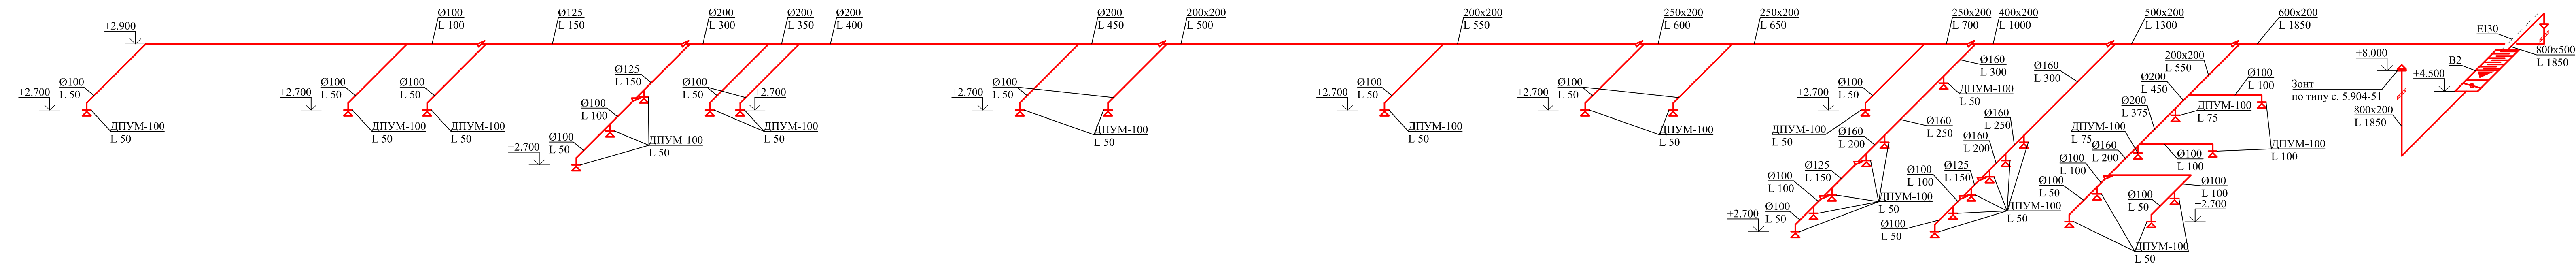 +2.900
Ø100
L 100
Ø125
L 150
Ø200
L 300
Ø200
L 350
Ø200
L 400
Ø200
L 450
200x200
L 500
200x200
L 550
250x200
L 600
250x200
L 650
250x200
L 700
400x200
L 1000
500x200
L 1300
600x200
L 1850
EI30
800x500
L 1850
В2
+4.500
+8.000
Зонт
по типу с. 5.904-51
800x200
L 1850
Ø100
L 50
+2.700
ДПУМ-100
L 50
Ø100
L 50
+2.700
ДПУМ-100
L 50
Ø100
L 50
ДПУМ-100
L 50
Ø125
L 150
Ø100
L 100
Ø100
L 50
+2.700
ДПУМ-100
L 50
Ø100
L 50
+2.700
ДПУМ-100
L 50
+2.700
Ø100
L 50
ДПУМ-100
L 50
+2.700
Ø100
L 50
ДПУМ-100
L 50
+2.700
Ø100
L 50
ДПУМ-100
L 50
+2.700
Ø100
L 50
ДПУМ-100
L 50
Ø160
L 300
ДПУМ-100
L 50
Ø160
L 250
Ø160
L 200
Ø125
L 150
Ø100
L 100
Ø100
L 50
+2.700
ДПУМ-100
L 50
Ø160
L 300
Ø160
L 250
Ø160
L 200
Ø125
L 150
Ø100
L 100
Ø100
L 50
ДПУМ-100
L 50
200x200
L 550
Ø200
L 450
Ø100
L 100
ДПУМ-100
L 75
Ø200
L 375
ДПУМ-100
L 75
Ø100
L 100
ДПУМ-100
L 100
Ø160
L 200
Ø100
L 100
Ø100
L 50
Ø100
L 100
Ø100
L 50
+2.700
ДПУМ-100
L 50